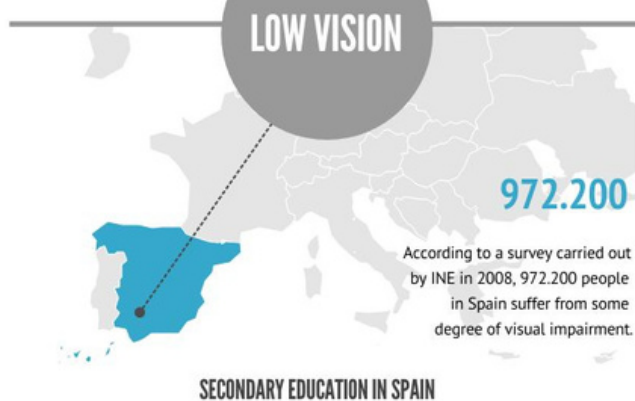 LOW VISION
972.200
According to a survey carried out
by INE in 2008, 972.200 people
in Spain suffer from some
degree of visual impairment.
SECONDARY EDUCATION IN SPAIN